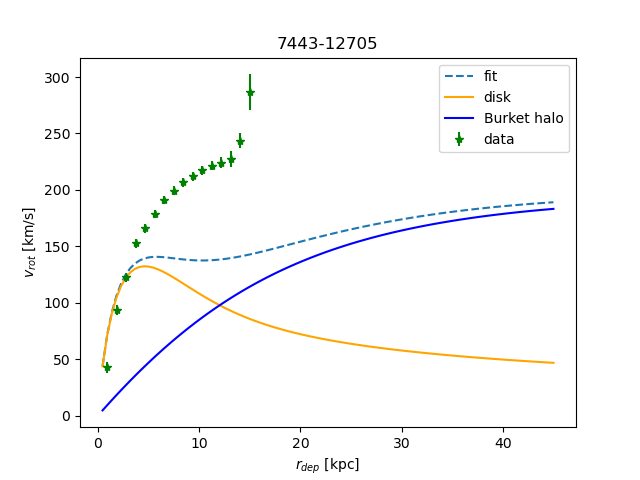 7443-12705
300
250
200
150
100
50
0
v_rot [km/s]
fit
disk
Burket halo
data
0 10 20 30 40
r_dep [kpc]